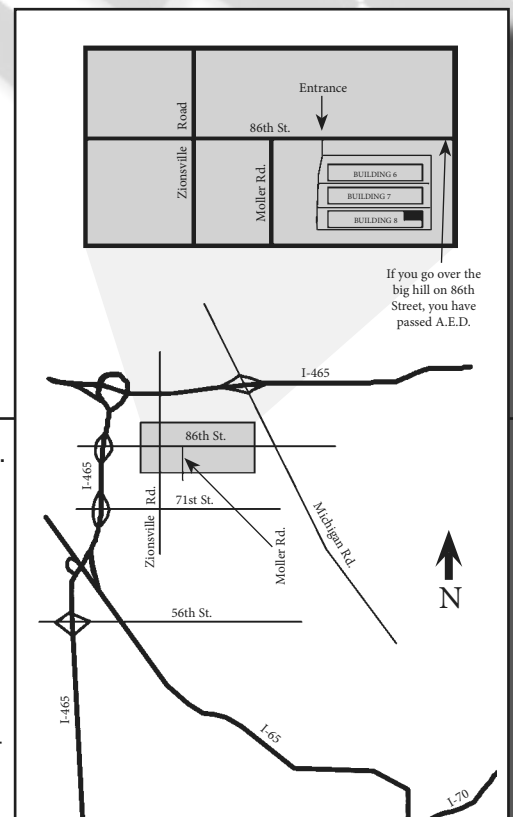 Entrance
86th St.
Zionsville Road
Moller Rd.
BUILDING 6
BUILDING 7
BUILDING 8
If you go over the
big hill on 86th
Street, you have
passed A.E.D.
I-465
86th St.
I-465
Zionsville Rd.
71st St.
Moller Rd.
Michigan Rd.
N
56th St.
I-465
I-65
I-70